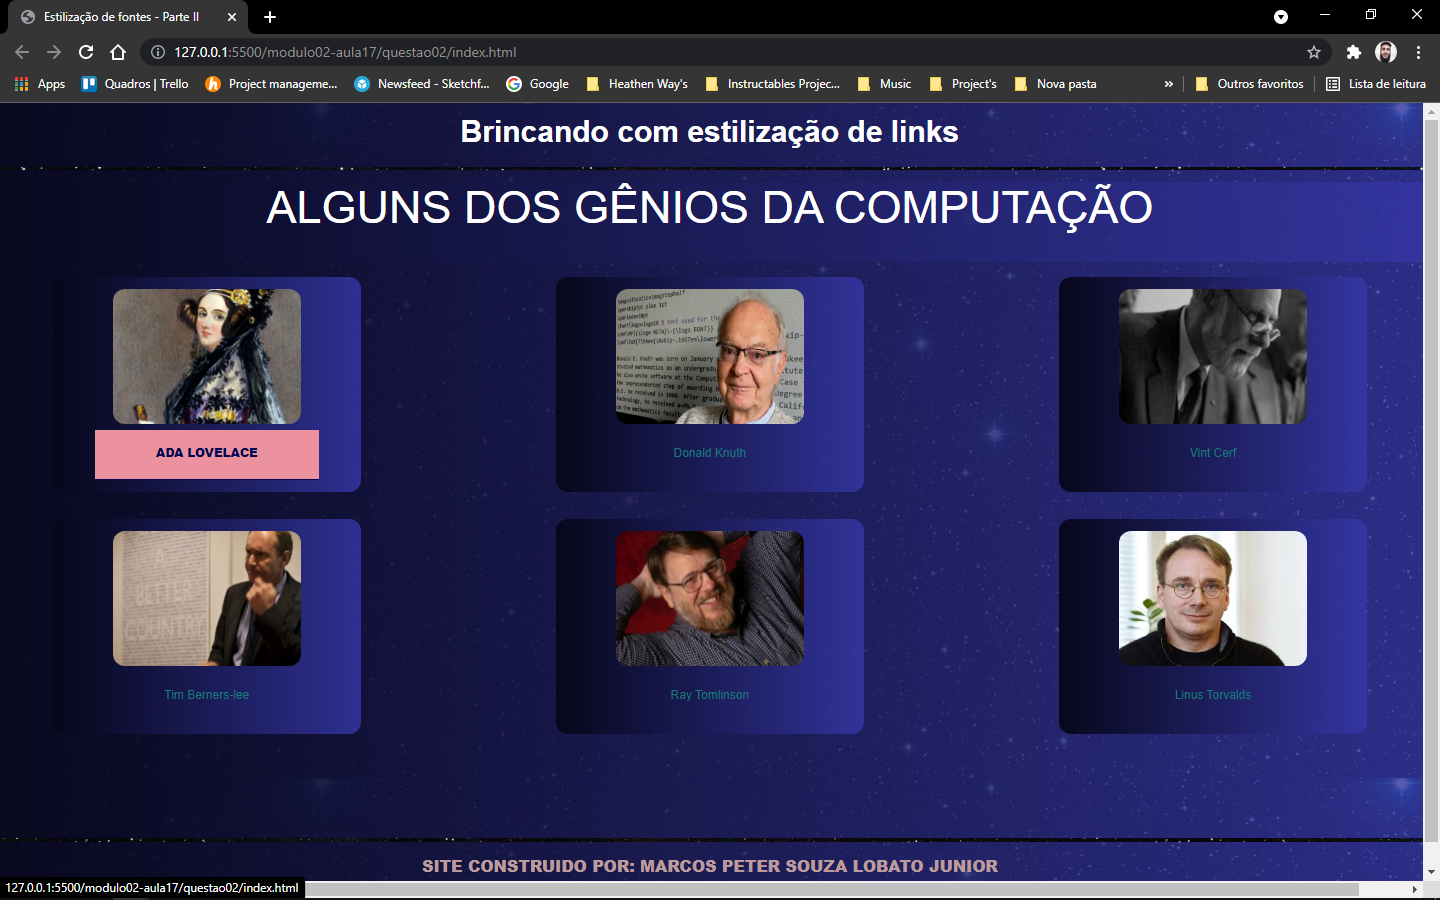 Estilização de fontes - Parte II
127.0.0.1:5500/modulo02-aula17/questao02/index.html
Apps Quadros | Trello Project manageme... Newsfeed - Sketchf... Google Heathen Way's Instructables Projec... Music Project's Nova pasta » Outros favoritos Lista de leitura
Brincando com estilização de links
ALGUNS DOS GÊNIOS DA COMPUTAÇÃO
ADA LOVELACE
Donald Knuth
Vint Cerf
A
BETTER
COUNTRY
Tim Berners-lee
Ray Tomlinson
Linus Torvalds
SITE CONSTRUIDO POR: MARCOS PETER SOUZA LOBATO JUNIOR
127.0.0.1:5500/modulo02-aula17/questao02/index.html